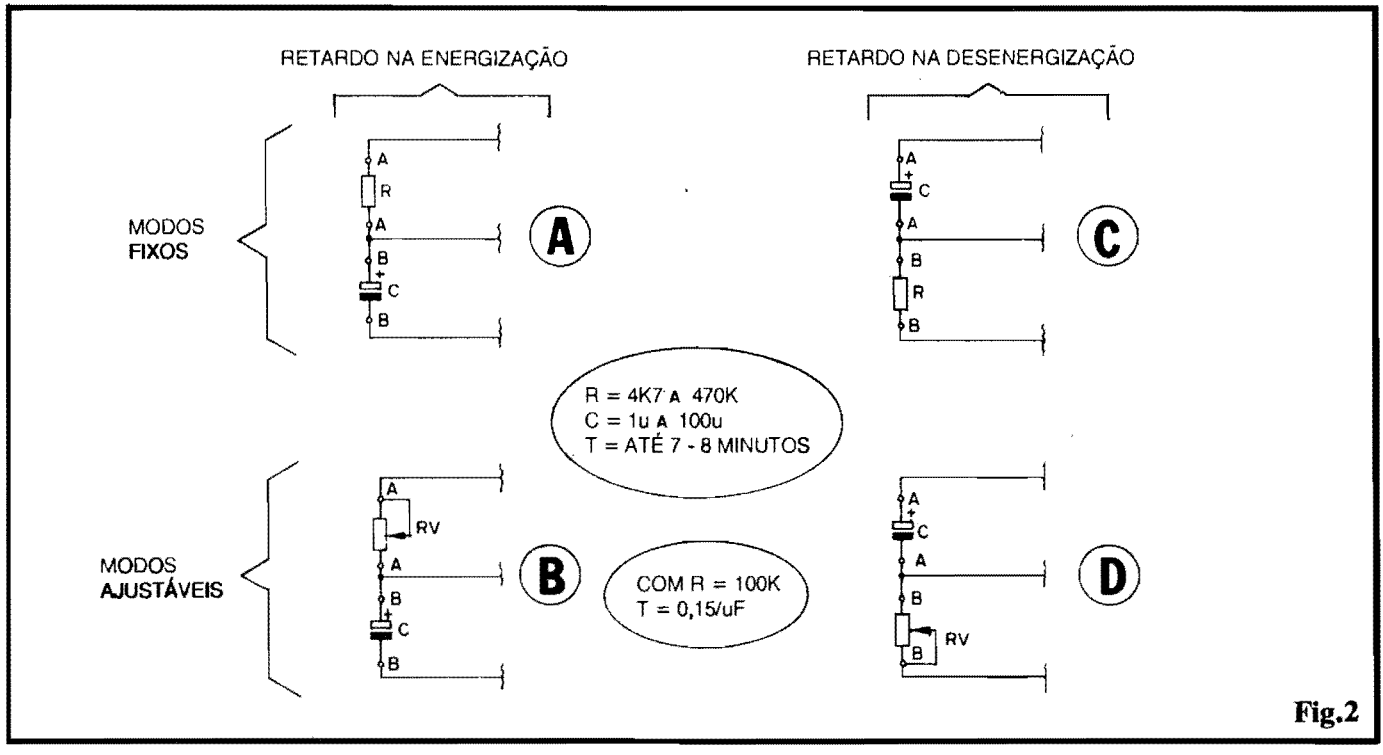 RETARDO NA ENERGIZAÇÃO
RETARDO NA DESENERGIZAÇÃO
MODOS
FIXOS
A
R
A
B
+
C
B
A
A
+
C
A
B
R
B
C
R = 4K7 A 470K
C = 1u A 100u
T = ATÉ 7 - 8 MINUTOS
MODOS
AJUSTÁVEIS
A
RV
A
B
+
C
B
B
COM R = 100K
T = 0,15/uF
A
+
C
A
B
RV
B
D
Fig.2